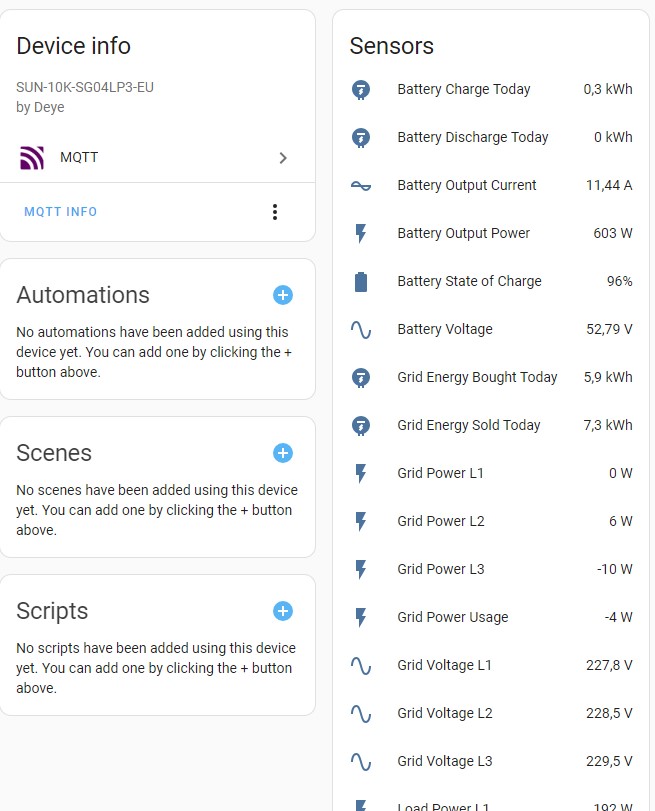 Device info
SUN-10K-SG04LP3-EU
by Deye
MQTT
MQTT INFO
Automations
No automations have been added using this
device yet. You can add one by clicking the +
button above.
Scenes
No scenes have been added using this device
yet. You can add one by clicking the + button
above.
Scripts
No scripts have been added using this device
yet. You can add one by clicking the + button
above.
Sensors
Battery Charge Today 0,3 kWh
Battery Discharge Today 0 kWh
Battery Output Current 11,44 A
Battery Output Power 603 W
Battery State of Charge 96%
Battery Voltage 52,79 V
Grid Energy Bought Today 5,9 kWh
Grid Energy Sold Today 7,3 kWh
Grid Power L1 0 W
Grid Power L2 6 W
Grid Power L3 -10 W
Grid Power Usage -4 W
Grid Voltage L1 227,8 V
Grid Voltage L2 228,5 V
Grid Voltage L3 229,5 V
Load Power L1 192 W